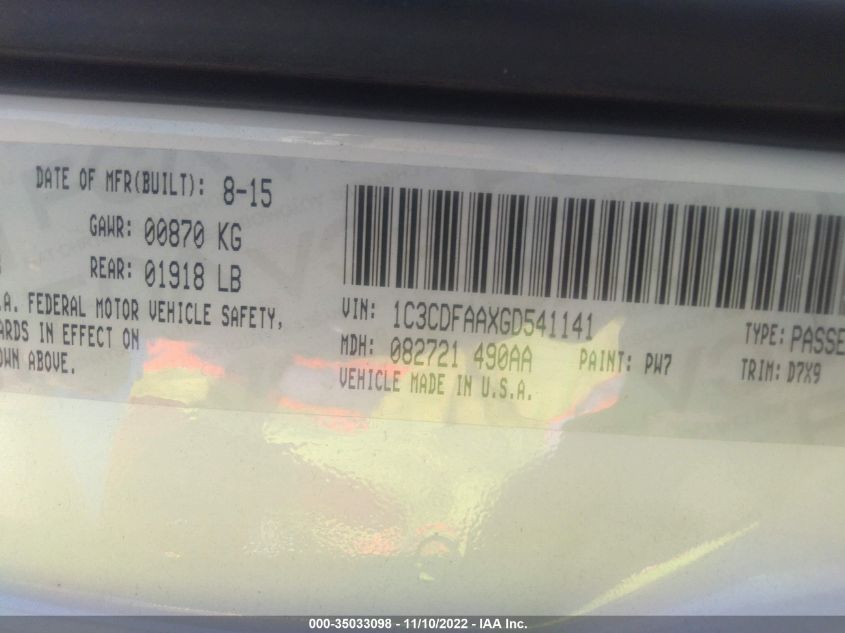 DATE OF MFR(BUILT): 8-15
GAWR: 00870 KG
REAR: 01918 LB
.A. FEDERAL MOTOR VEHICLE SAFETY,
ARDS IN EFFECT ON
OWN ABOVE.
VIN: 1C3CDFAAXGD541141
TYPE: PASSE
MDH: 082721 490AA
PAINT: PW7
TRIM: D7X9
VEHICLE MADE IN U.S.A.
000-35033098 - 11/10/2022 - IAA Inc.